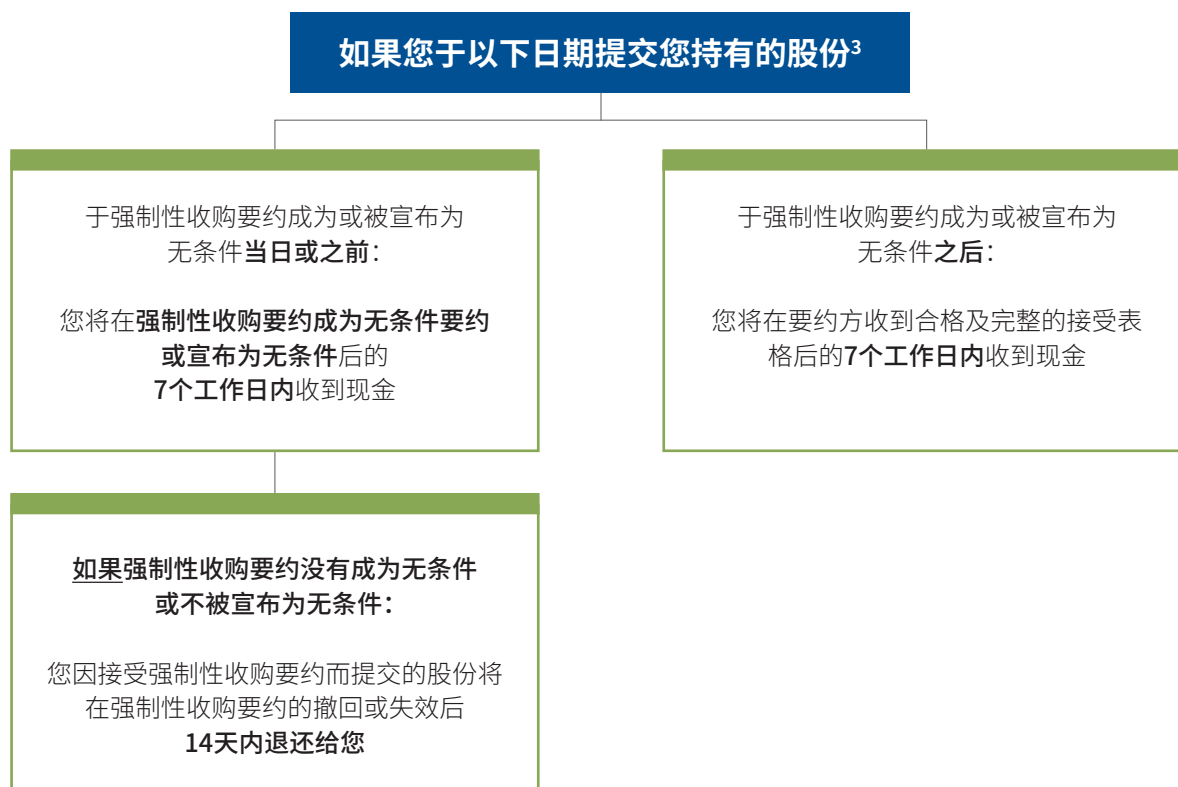 如果您于以下日期提交您持有的股份³
于强制性收购要约成为或被宣布为
无条件当日或之前：
您将在强制性收购要约成为无条件要约
或宣布为无条件后的
7个工作日内收到现金
于强制性收购要约成为或被宣布为
无条件之后：
您将在要约方收到合格及完整的接受表
格后的7个工作日内收到现金
如果强制性收购要约没有成为无条件
或不被宣布为无条件：
您因接受强制性收购要约而提交的股份将
在强制性收购要约的撤回或失效后
14天内退还给您